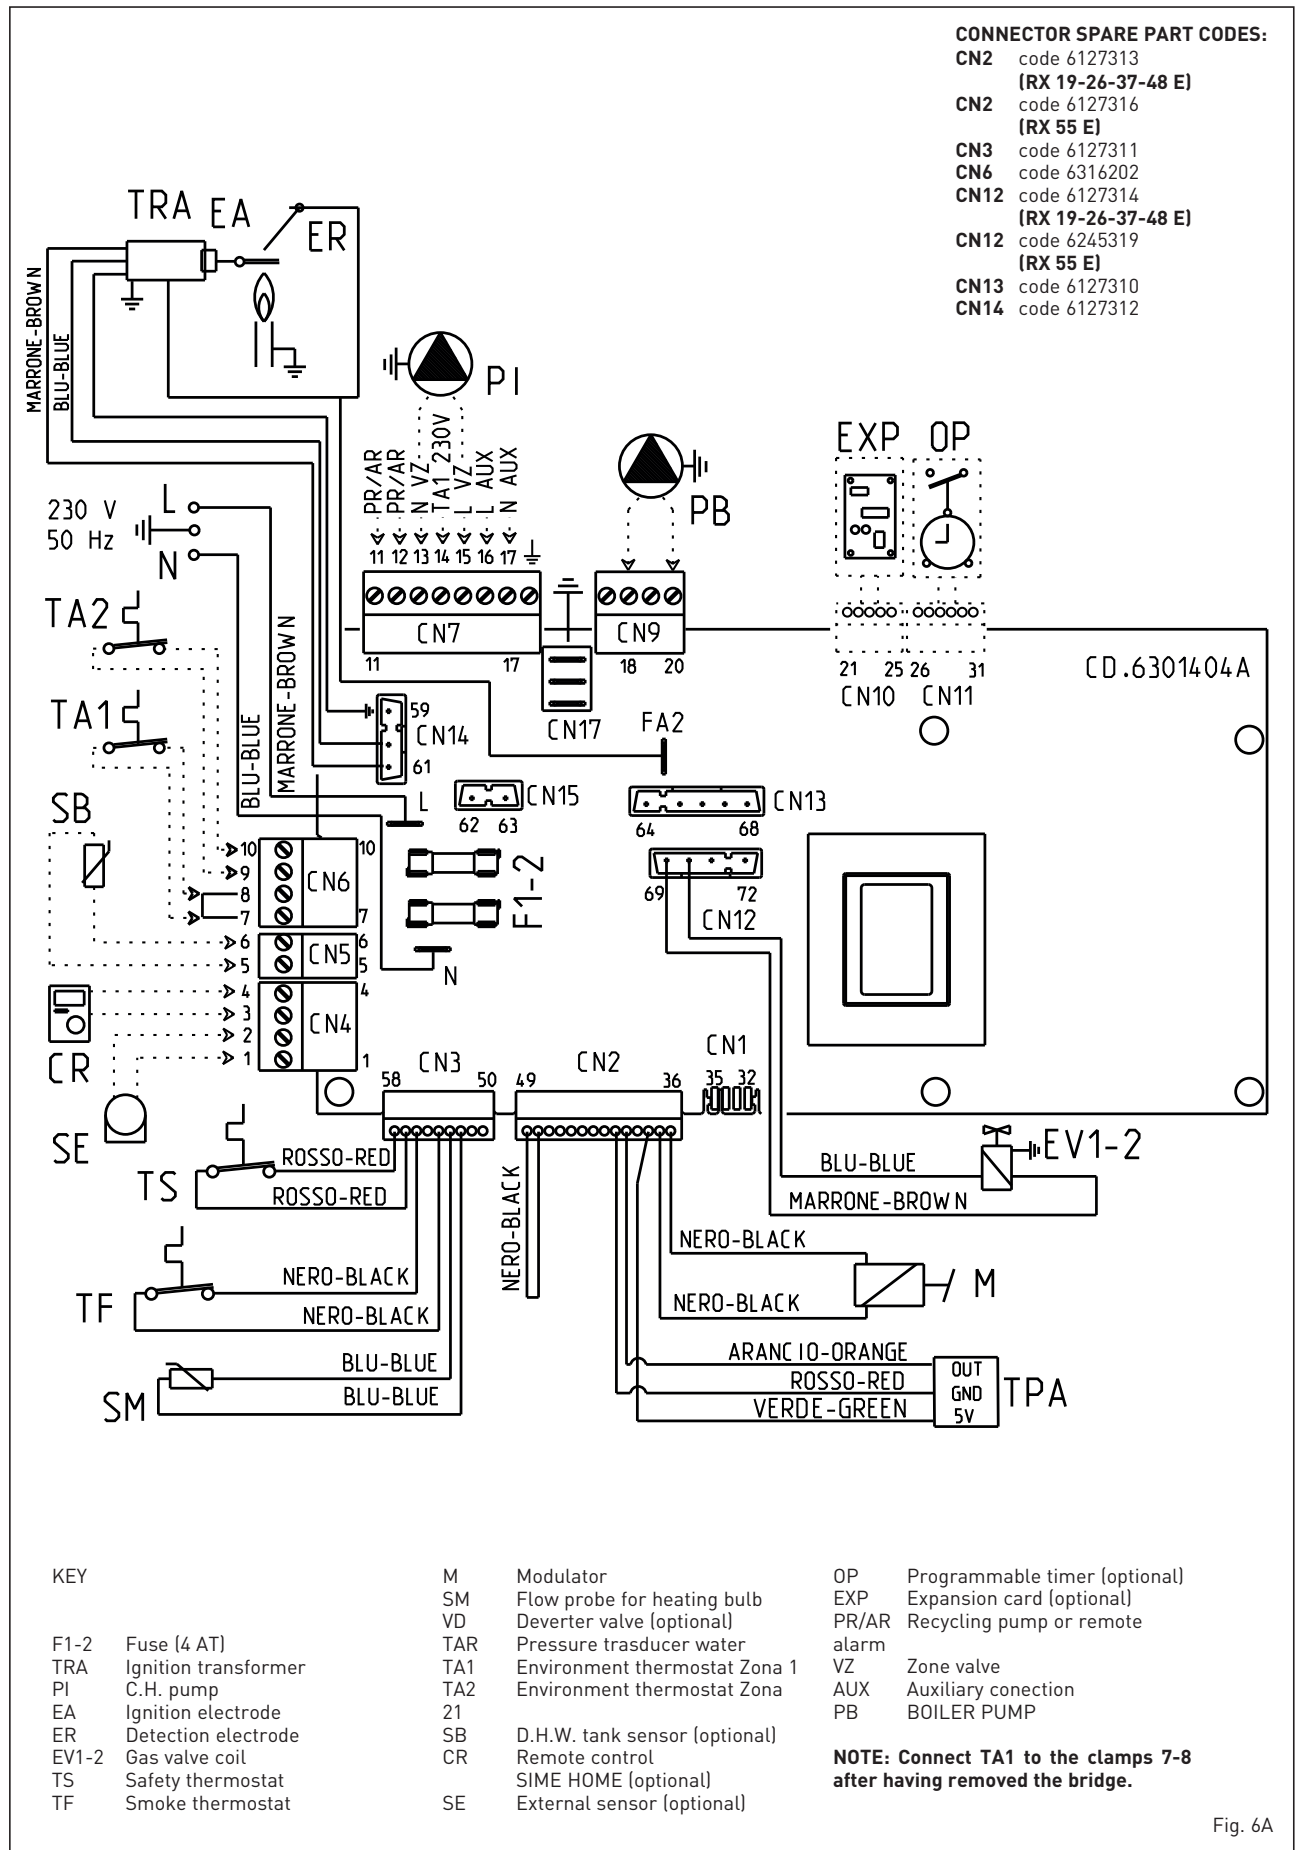 CONNECTOR SPARE PART CODES:
CN2 code 6127313
(RX 19-26-37-48 E)
CN2 code 6127316
(RX 55 E)
CN3 code 6127311
CN6 code 6316202
CN12 code 6127314
(RX 19-26-37-48 E)
CN12 code 6245319
(RX 55 E)
CN13 code 6127310
CN14 code 6127312
TRA EA
ER
MARRONE-BROWN
BLU-BLUE
PI
PR/AR
PR/AR
N VZ
TA1 230V
L VZ
L AUX
N AUX
11 12 13 14 15 16 17
PB
EXP OP
230 V
50 Hz
L
N
TA2
TA1
BLU-BLUE
MARRONE-BROWN
CN7
11 17
CN9
18 20
CN17
21 25 26 31
CN10 CN11
CD.6301404A
59
CN14
61
FA2
L
CN15
62 63
CN13
64 68
SB
10
9
8
7
CN6
10
7
F1-2
69 72
CN12
6
5
CN5
6
5
N
4
3
2
1
CN4
4
1
CR
SE
CN3
58 50
CN2
49 36
CN1
35 32
TS
ROSSO-RED
ROSSO-RED
NERO-BLACK
BLU-BLUE
MARRONE-BROWN
EV1-2
TF
NERO-BLACK
NERO-BLACK
NERO-BLACK
NERO-BLACK
M
SM
BLU-BLUE
BLU-BLUE
ARANCIO-ORANGE
ROSSO-RED
VERDE-GREEN
OUT
GND
5V
TPA
KEY
F1-2 Fuse (4 AT)
TRA Ignition transformer
PI C.H. pump
EA Ignition electrode
ER Detection electrode
EV1-2 Gas valve coil
TS Safety thermostat
TF Smoke thermostat
M Modulator
SM Flow probe for heating bulb
VD Deverter valve (optional)
TAR Pressure trasducer water
TA1 Environment thermostat Zona 1
TA2 Environment thermostat Zona
21
SB D.H.W. tank sensor (optional)
CR Remote control
SIME HOME (optional)
SE External sensor (optional)
OP Programmable timer (optional)
EXP Expansion card (optional)
PR/AR Recycling pump or remote
alarm
VZ Zone valve
AUX Auxiliary conection
PB BOILER PUMP
NOTE: Connect TA1 to the clamps 7-8
after having removed the bridge.
Fig. 6A